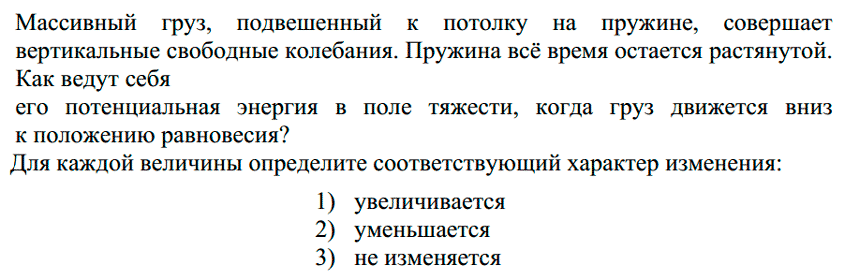 Массивный груз, подвешенный к потолку на пружине, совершает
вертикальные свободные колебания. Пружина всё время остается растянутой.
Как ведут себя
его потенциальная энергия в поле тяжести, когда груз движется вниз
к положению равновесия?
Для каждой величины определите соответствующий характер изменения:
1) увеличивается
2) уменьшается
3) не изменяется